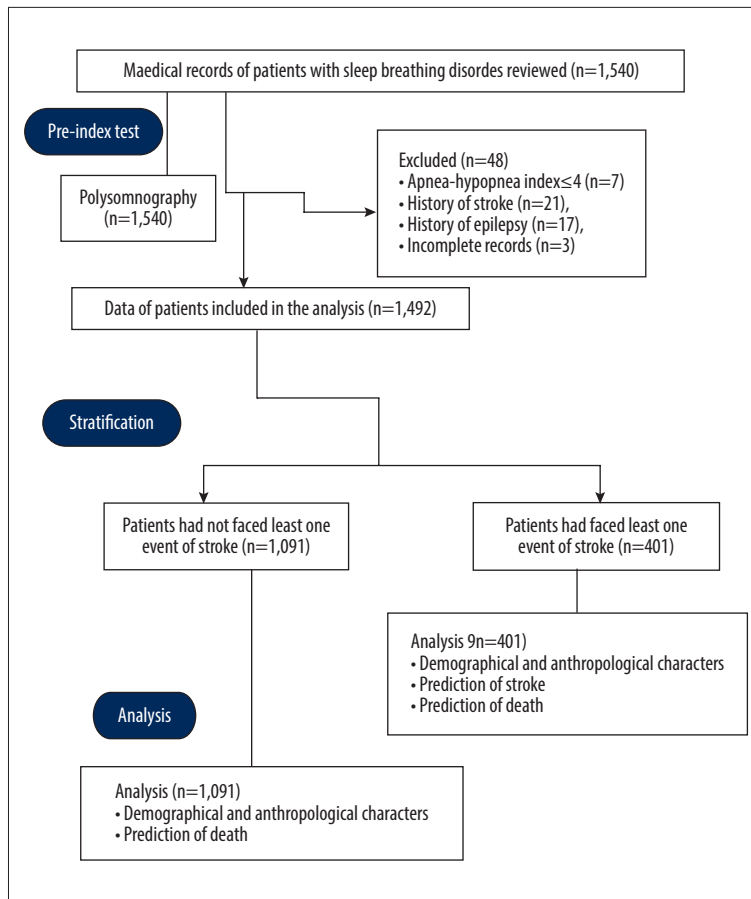 Maedical records of patients with sleep breathing disordes reviewed (n=1,540)
Pre-index test
Polysomnography
(n=1,540)
Excluded (n=48)
• Apnea-hypopnea index≤4 (n=7)
• History of stroke (n=21),
• History of epilepsy (n=17),
• Incomplete records (n=3)
Data of patients included in the analysis (n=1,492)
Stratification
Patients had not faced least one
event of stroke (n=1,091)
Patients had faced least one
event of stroke (n=401)
Analysis 9n=401)
• Demographical and anthropological characters
• Prediction of stroke
• Prediction of death
Analysis
Analysis (n=1,091)
• Demographical and anthropological characters
• Prediction of death